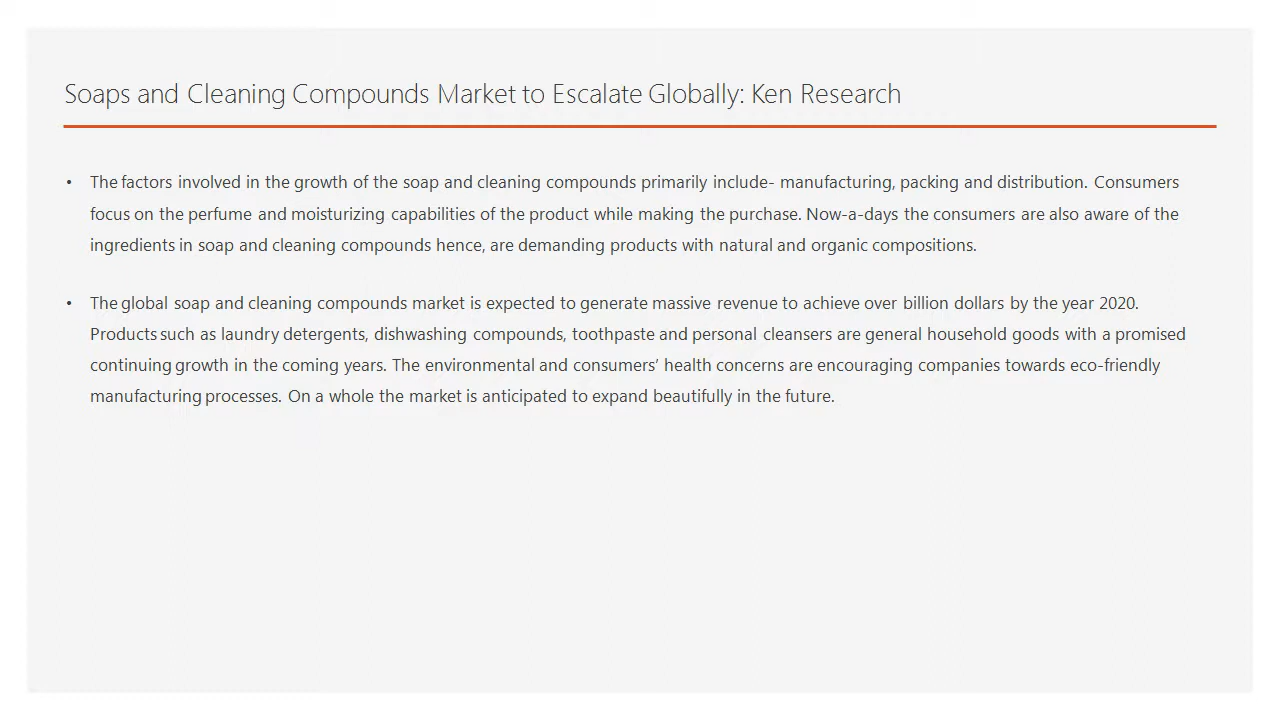 Soaps and Cleaning Compounds Market to Escalate Globally: Ken Research
• The factors involved in the growth of the soap and cleaning compounds primarily include- manufacturing, packing and distribution. Consumers
focus on the perfume and moisturizing capabilities of the product while making the purchase. Now-a-days the consumers are also aware of the
ingredients in soap and cleaning compounds hence, are demanding products with natural and organic compositions.
• The global soap and cleaning compounds market is expected to generate massive revenue to achieve over billion dollars by the year 2020.
Products such as laundry detergents, dishwashing compounds, toothpaste and personal cleansers are general household goods with a promised
continuing growth in the coming years. The environmental and consumers’ health concerns are encouraging companies towards eco-friendly
manufacturing processes. On a whole the market is anticipated to expand beautifully in the future.